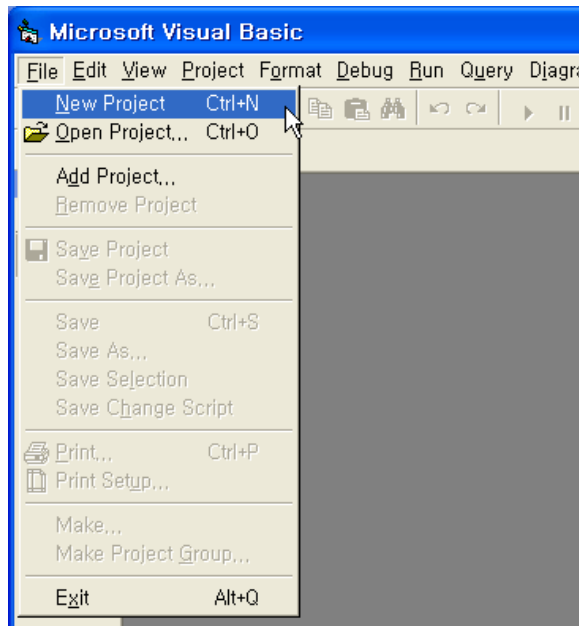 Microsoft Visual Basic
File Edit View Project Format Debug Run Query Diagra
New Project Ctrl+N
Open Project... Ctrl+O
Add Project...
Remove Project
Save Project
Save Project As...
Save Ctrl+S
Save As...
Save Selection
Save Change Script
Print... Ctrl+P
Print Setup...
Make...
Make Project Group...
Exit Alt+Q